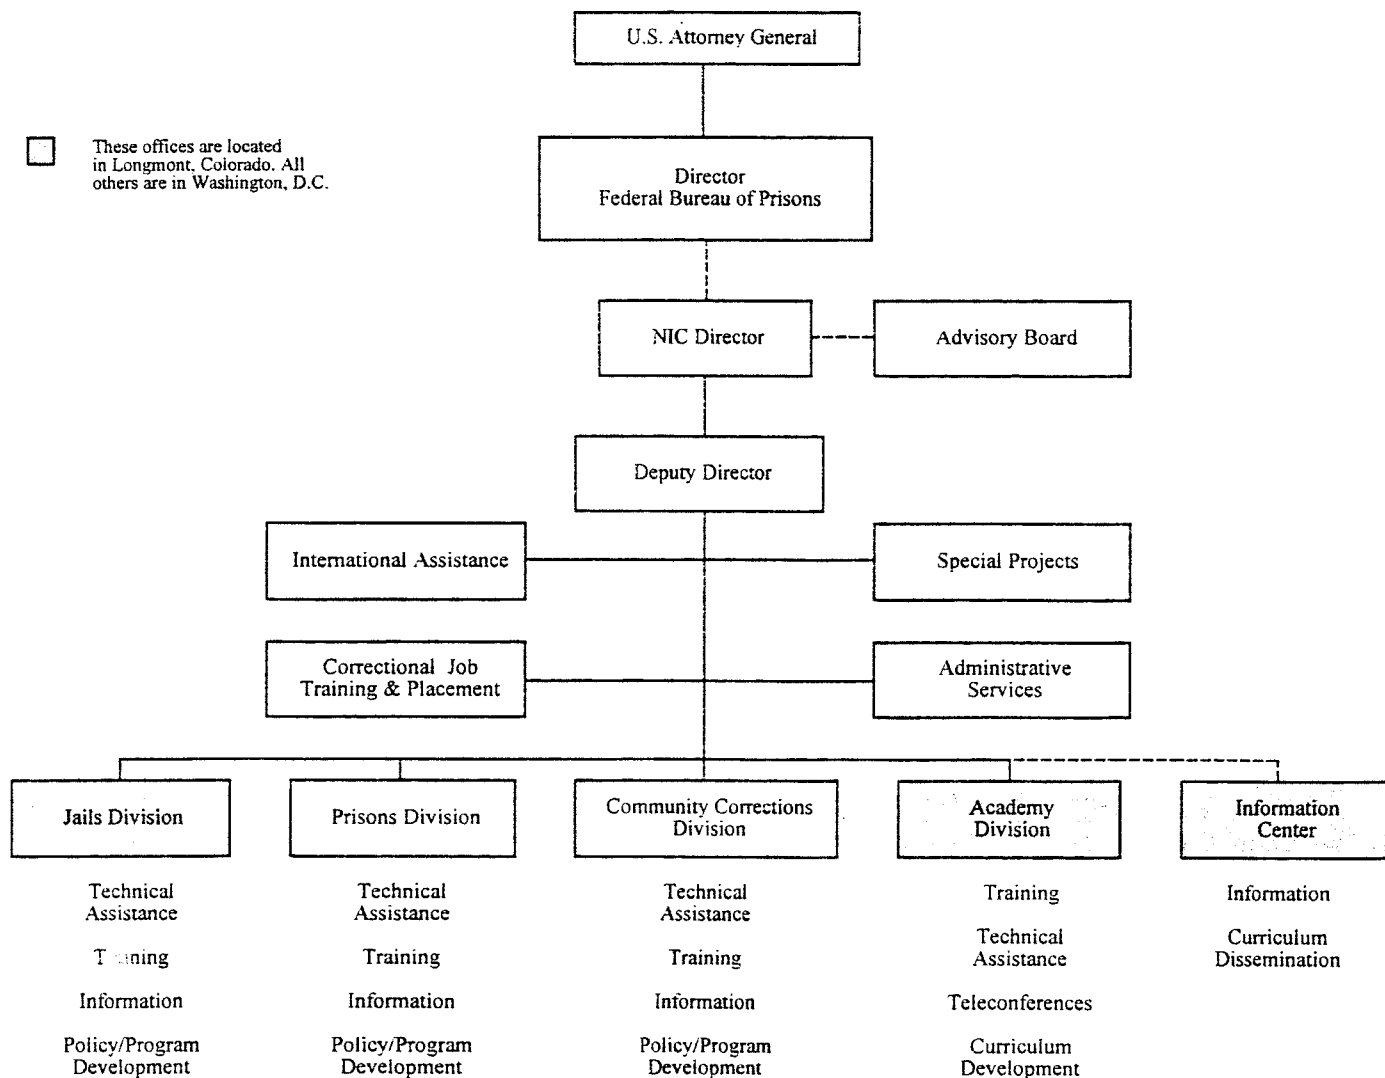 U.S. Attorney General
These offices are located
in Longmont, Colorado. All
others are in Washington, D.C.
Director
Federal Bureau of Prisons
NIC Director
Advisory Board
Deputy Director
International Assistance
Special Projects
Correctional Job
Training & Placement
Administrative
Services
Jails Division
Prisons Division
Community Corrections
Division
Academy
Division
Information
Center
Technical
Assistance
Training
Information
Policy/Program
Development
Technical
Assistance
Training
Information
Policy/Program
Development
Technical
Assistance
Training
Information
Policy/Program
Development
Training
Technical
Assistance
Teleconferences
Curriculum
Development
Information
Curriculum
Dissemination